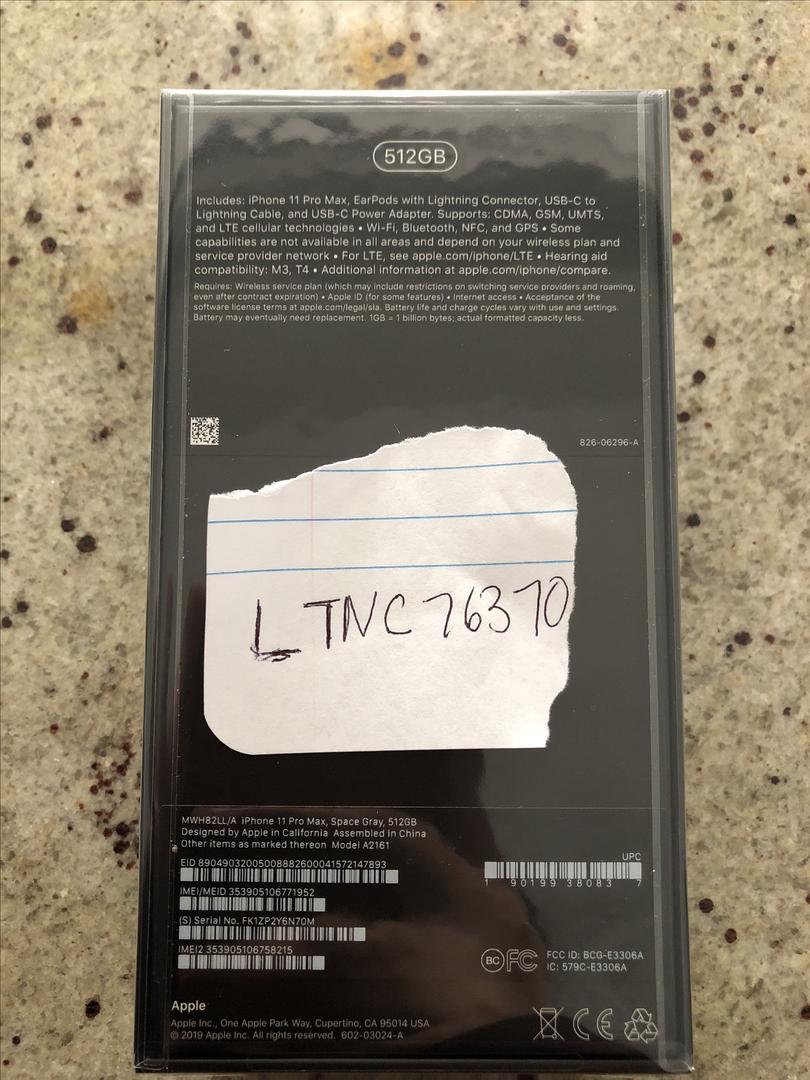 512GB
Includes: iPhone 11 Pro Max, EarPods with Lightning Connector, USB-C to
Lightning Cable, and USB-C Power Adapter. Supports: CDMA, GSM, UMTS,
and LTE cellular technologies • Wi-Fi, Bluetooth, NFC, and GPS • Some
capabilities are not available in all areas and depend on your wireless plan and
service provider network • For LTE, see apple.com/iphone/LTE • Hearing aid
compatibility: M3, T4 • Additional information at apple.com/iphone/compare.
Requires: Wireless service plan (which may include restrictions on switching service providers and roaming,
even after contract expiration) • Apple ID (for some features) • Internet access • Acceptance of the
software license terms at apple.com/legal/sla. Battery life and charge cycles vary with use and settings.
Battery may eventually need replacement. 1GB = 1 billion bytes; actual formatted capacity less.
826-06296-A
LTNC76370
MWH82LL/A iPhone 11 Pro Max, Space Gray, 512GB
Designed by Apple in California Assembled in China
Other items as marked thereon Model A2161
EID 89049032005008882600041572147893
UPC
1 90199 38083 7
IMEI/MEID 353905106771952
(S) Serial No. FK1ZP2Y6N70M
IMEI2 353905106758215
BC FC FCC ID: BCG-E3306A
IC: 579C-E3306A
Apple
Apple Inc., One Apple Park Way, Cupertino, CA 95014 USA
© 2019 Apple Inc. All rights reserved. 602-03024-A
CE